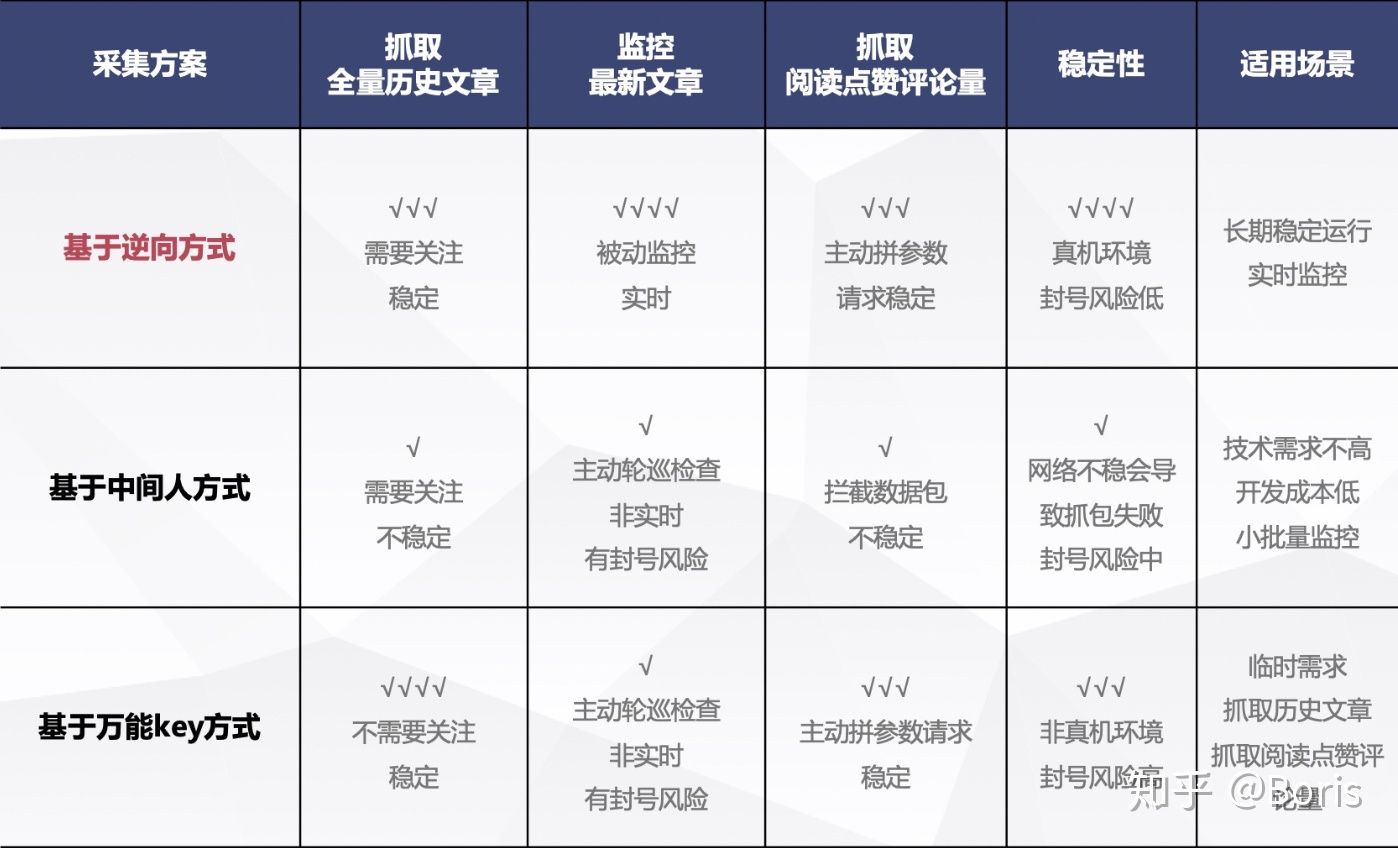 采集方案
抓取
全量历史文章
监控
最新文章
抓取
阅读点赞评论量
稳定性
适用场景
基于逆向方式
√√√
需要关注
稳定
√√√√
被动监控
实时
√√√
主动拼参数
请求稳定
√√√√
真机环境
封号风险低
长期稳定运行
实时监控
基于中间人方式
√
需要关注
不稳定
√
主动轮巡检查
非实时
有封号风险
√
拦截数据包
不稳定
√
网络不稳会导
致抓包失败
封号风险中
技术需求不高
开发成本低
小批量监控
基于万能key方式
√√√√
不需要关注
稳定
√
主动轮巡检查
非实时
有封号风险
√√√
主动拼参数请求
稳定
√√√
非真机环境
封号风险高
临时需求
抓取历史文章
抓取阅读点赞评
论量
知乎 @Boris